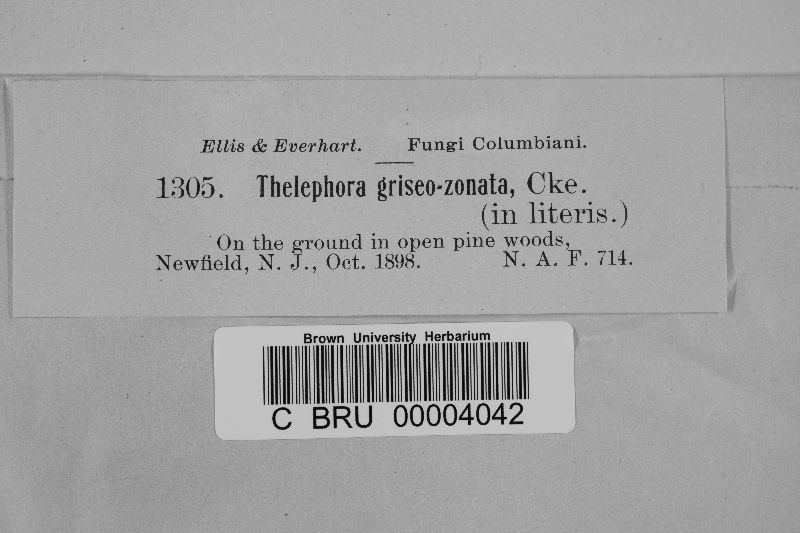 Ellis & Everhart. Fungi Columbiani.
1305. Thelephora griseo-zonata, Cke.
(in literis.)
On the ground in open pine woods,
Newfield, N. J., Oct. 1898. N. A. F. 714.
Brown University Herbarium
C BRU 00004042